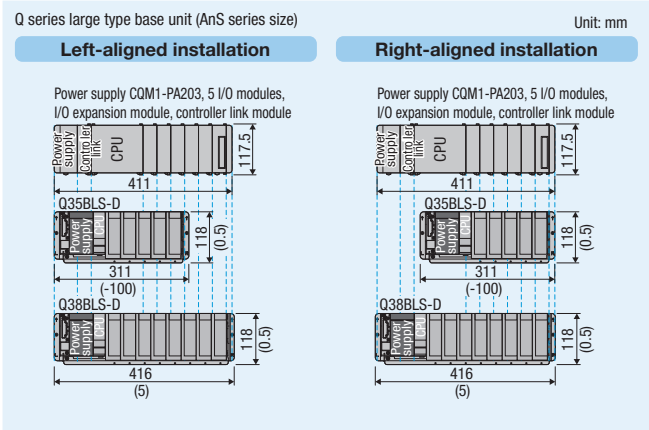 Q series large type base unit (AnS series size)
Unit: mm
Left-aligned installation
Power supply CQM1-PA203, 5 I/O modules,
I/O expansion module, controller link module
Power
supply
Controller
link
CPU
117.5
411
Q35BLS-D
Power
supply
CPU
118
(0.5)
311
(-100)
Q38BLS-D
Power
supply
CPU
118
(0.5)
416
(5)
Right-aligned installation
Power supply CQM1-PA203, 5 I/O modules,
I/O expansion module, controller link module
Power
supply
Controller
link
CPU
117.5
411
Q35BLS-D
Power
supply
CPU
118
(0.5)
311
(-100)
Q38BLS-D
Power
supply
CPU
118
(0.5)
416
(5)